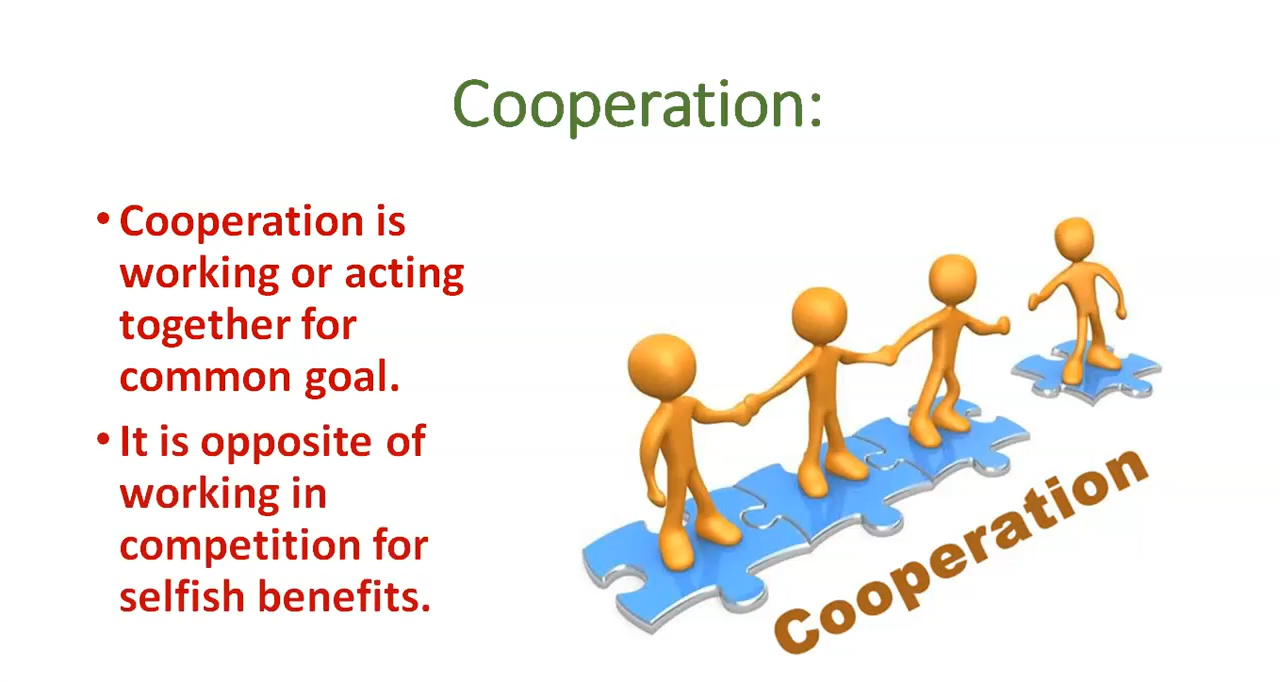 Cooperation:
• Cooperation is
working or acting
together for
common goal.
• It is opposite of
working in
competition for
selfish benefits.
Cooperation